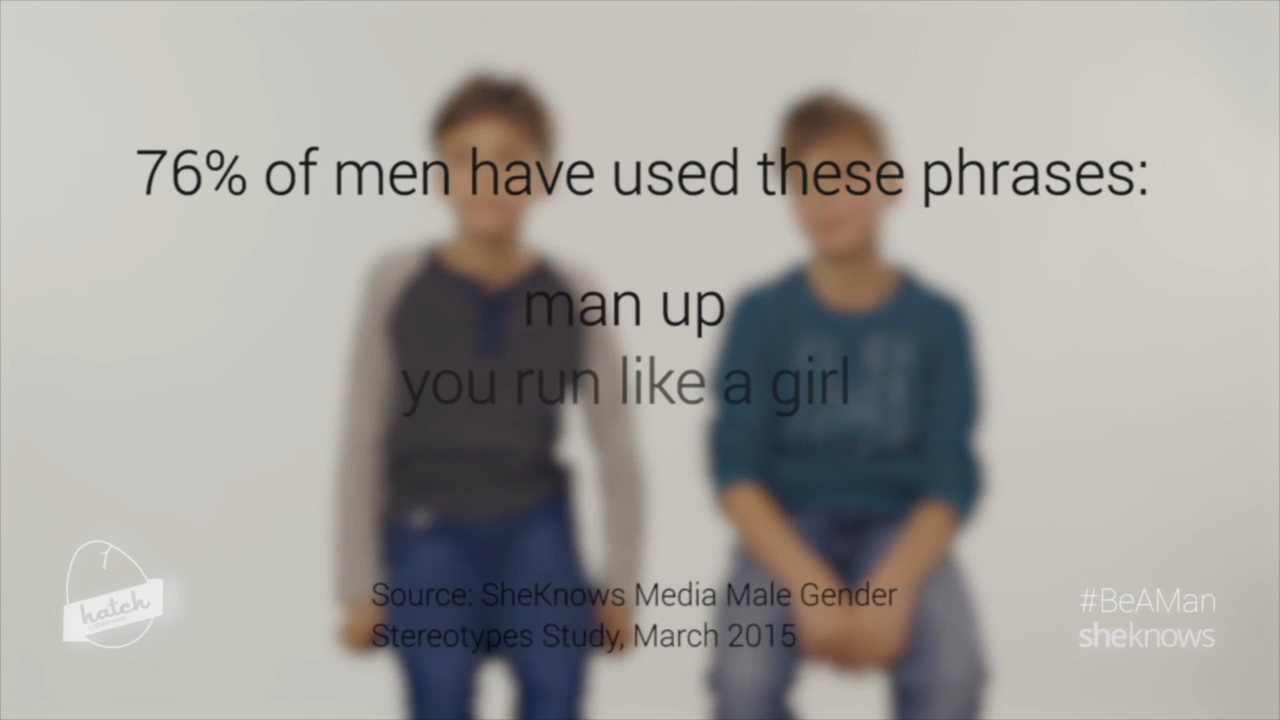 76% of men have used these phrases:
man up
you run like a girl
Source: SheKnows Media Male Gender
Stereotypes Study, March 2015
hatch
#BeAMan
sheknows